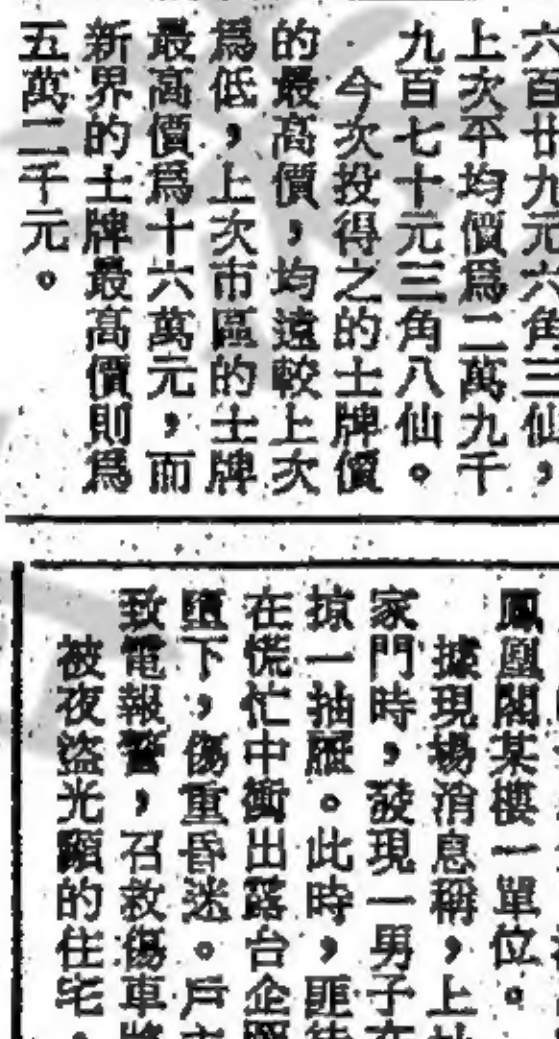 六百廿九元六角三仙，
上次平均價爲二萬九千
九百七十元三角八仙。
今次投得之的士牌價
的最高價，均遠較上次
爲低，上次市區的士牌
最高價爲十六萬元，而
新界的士牌最高價則爲
五萬二千元。
鳳凰閣某樓一單位。
據現場消息稱，上址
家門時，發現一男子在
掠一抽屜。此時，匪徒
在慌忙中衝出露台企圖
墮下，傷重昏迷。戶主
致電報警，召救傷車將
被夜盜光顧的住宅，